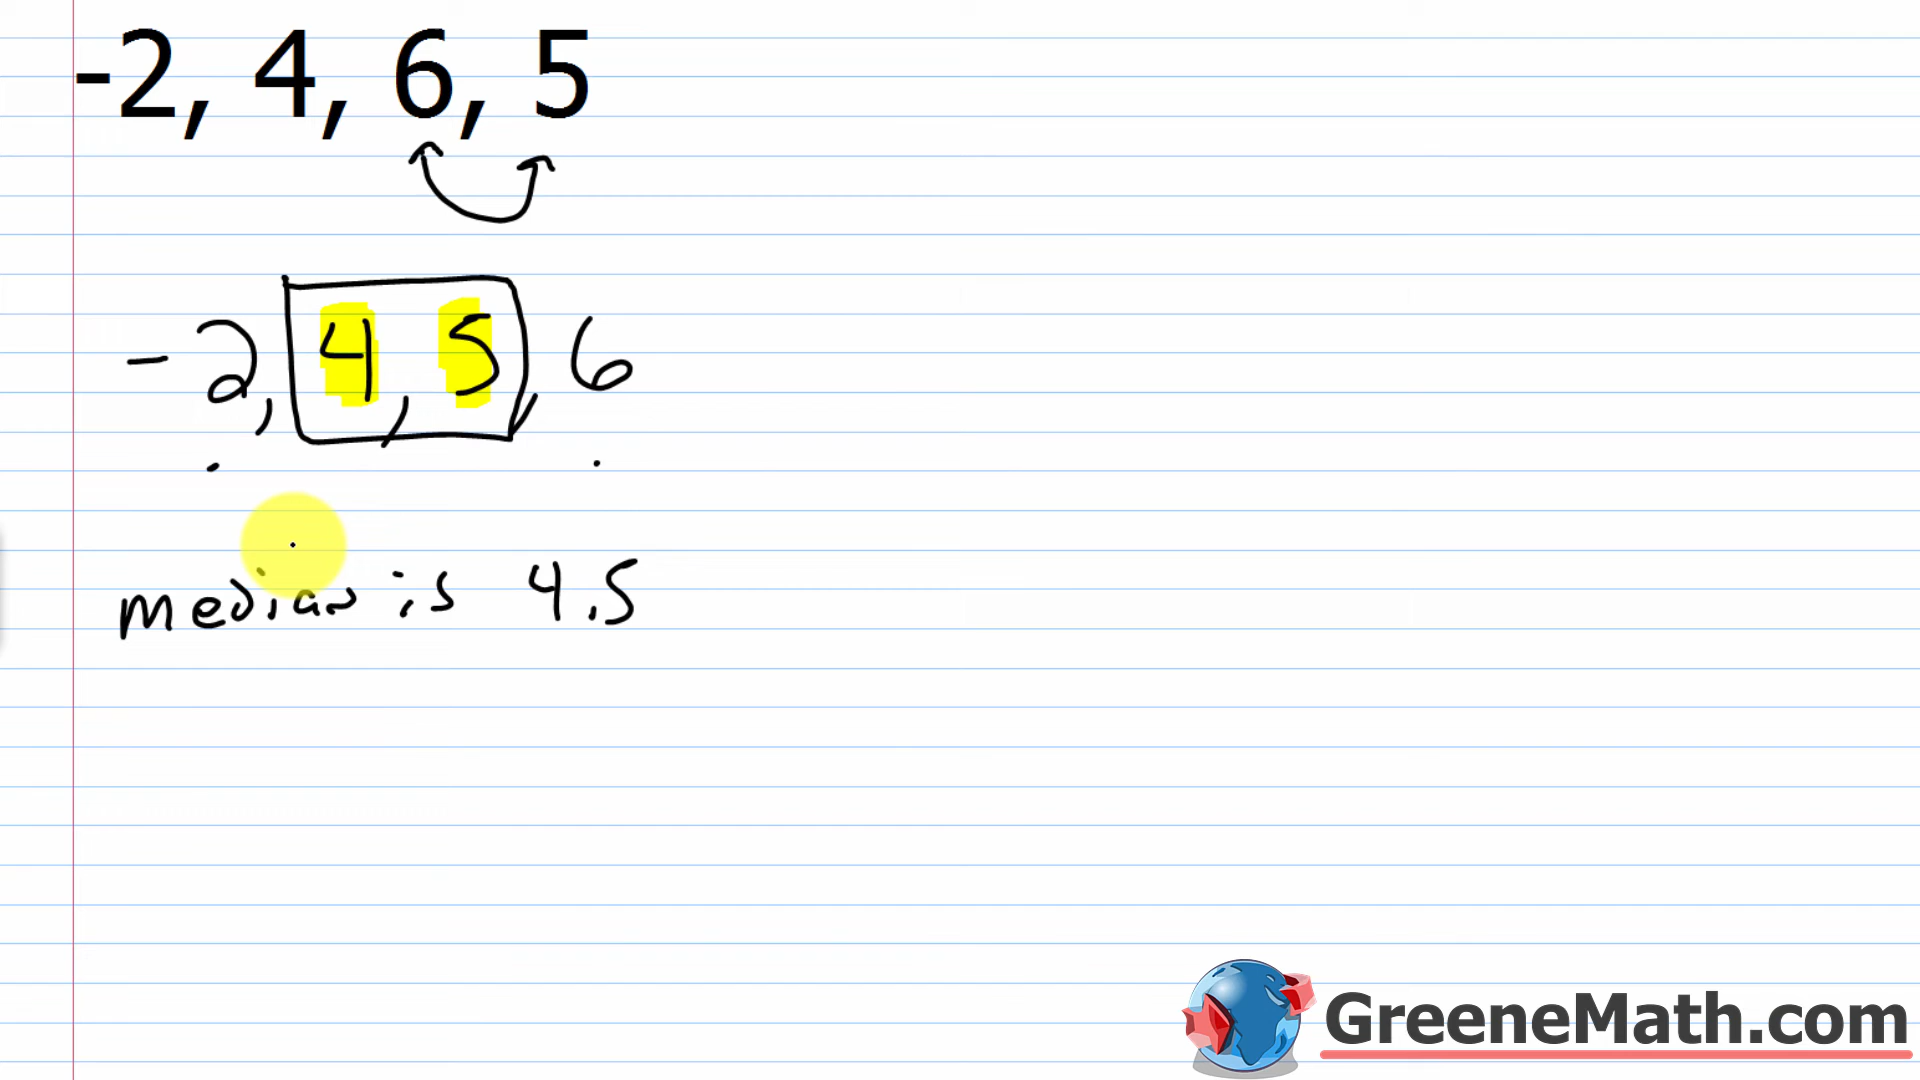 -2, 4, 6, 5
-2, 4, 5, 6
median is 4.5
GreeneMath.com